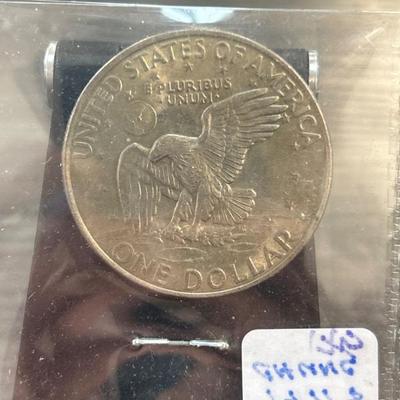 UNITED STATES OF AMERICA
E PLURIBUS
UNUM
ONE DOLLAR